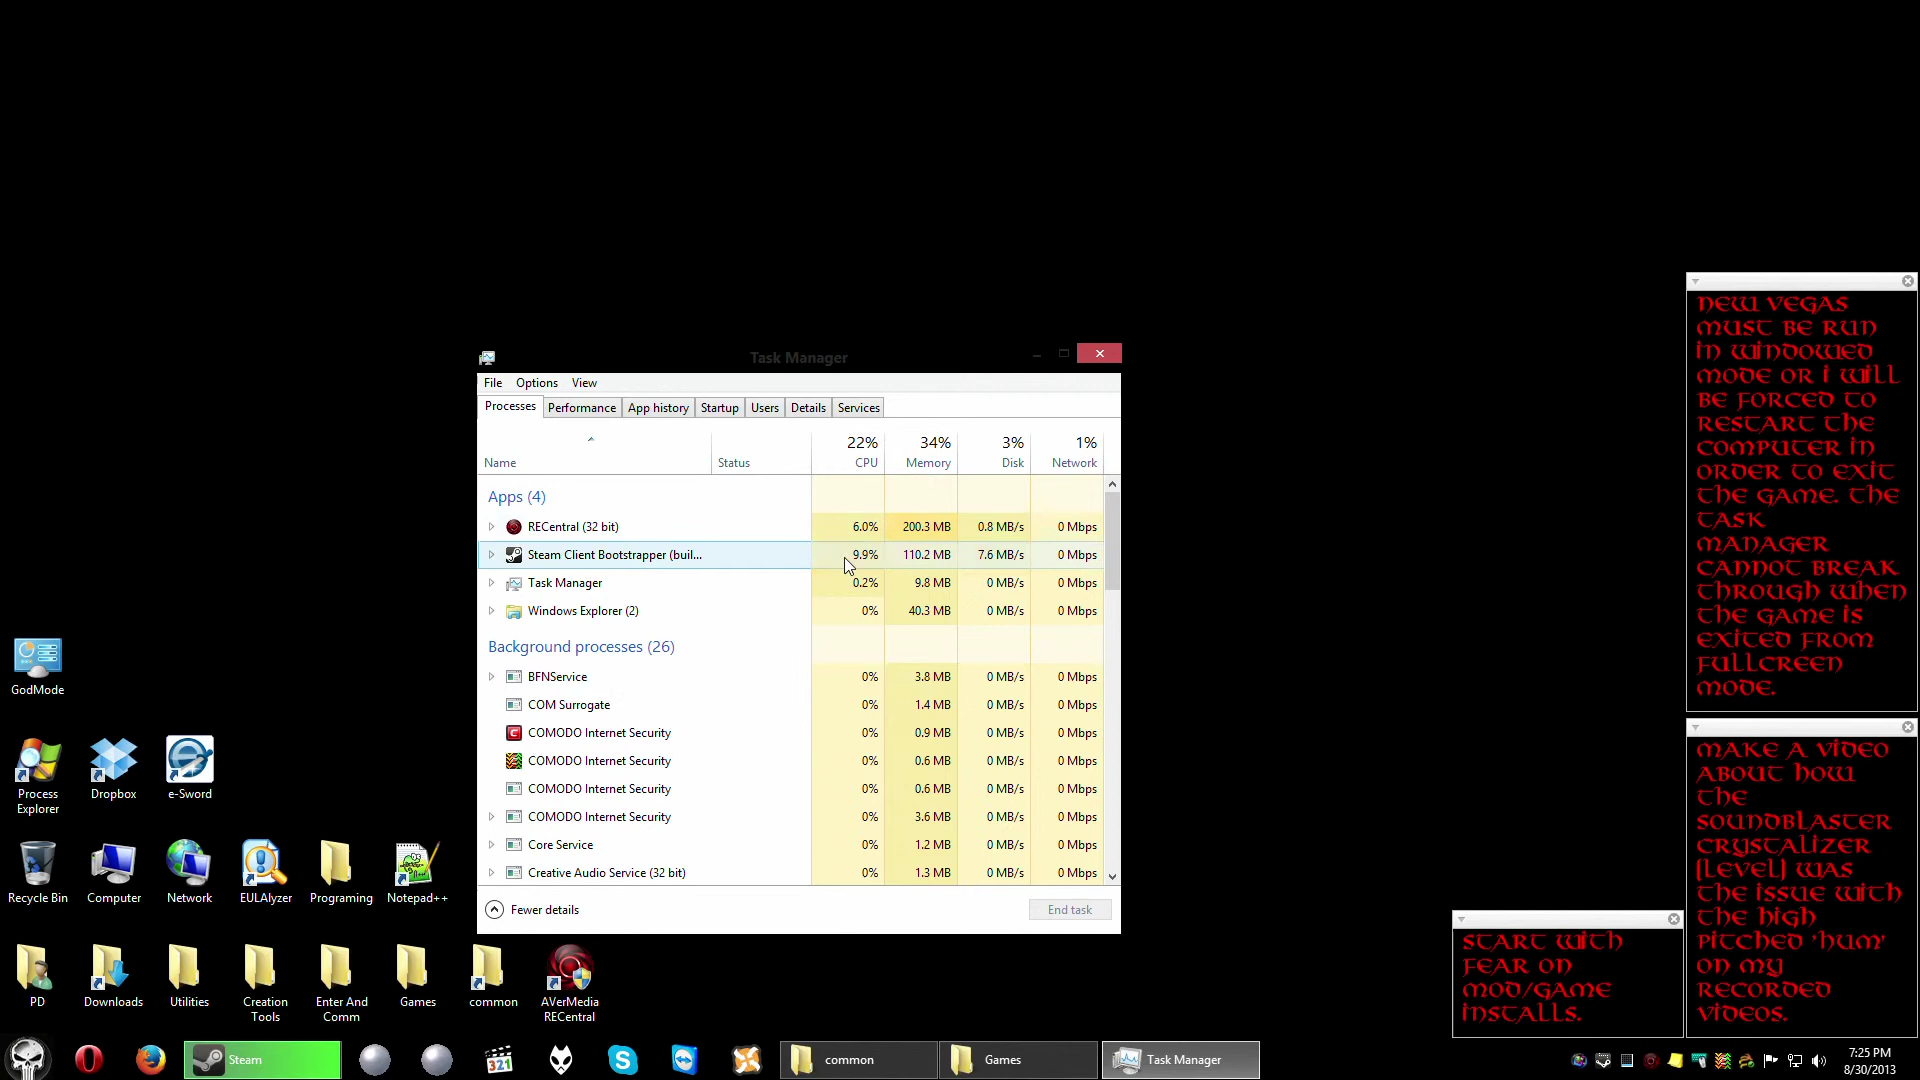 Task Manager
File Options View
Processes Performance App history Startup Users Details Services
22% 34% 3% 1%
Name Status CPU Memory Disk Network
Apps (4)
RECentral (32 bit) 6.0% 200.3 MB 0.8 MB/s 0 Mbps
Steam Client Bootstrapper (buil... 9.9% 110.2 MB 7.6 MB/s 0 Mbps
Task Manager 0.2% 9.8 MB 0 MB/s 0 Mbps
Windows Explorer (2) 0% 40.3 MB 0 MB/s 0 Mbps
Background processes (26)
BFNService 0% 3.8 MB 0 MB/s 0 Mbps
COM Surrogate 0% 1.4 MB 0 MB/s 0 Mbps
COMODO Internet Security 0% 0.9 MB 0 MB/s 0 Mbps
COMODO Internet Security 0% 0.6 MB 0 MB/s 0 Mbps
COMODO Internet Security 0% 0.6 MB 0 MB/s 0 Mbps
COMODO Internet Security 0% 3.6 MB 0 MB/s 0 Mbps
Core Service 0% 1.2 MB 0 MB/s 0 Mbps
Creative Audio Service (32 bit) 0% 1.3 MB 0 MB/s 0 Mbps
Fewer details End task
GodMode
Process
Explorer
Dropbox
e-Sword
Recycle Bin
Computer
Network
EULAlyzer
Programing
Notepad++
PD
Downloads
Utilities
Creation
Tools
Enter And
Comm
Games
common
AVerMedia
RECentral
NEW VEGAS
MUST BE RUN
IN WINDOWED
MODE OR I WILL
BE FORCED TO
RESTART THE
COMPUTER IN
ORDER TO EXIT
THE GAME. THE
TASK
MANAGER
CANNOT BREAK
THROUGH WHEN
THE GAME IS
EXITED FROM
FULLCREEN
MODE.
MAKE A VIDEO
ABOUT HOW
THE
SOUNDBLASTER
CRYSTALIZER
(LEVEL) WAS
THE ISSUE WITH
THE HIGH
PITCHED 'HUM'
ON MY
RECORDED
VIDEOS.
START WITH
FEAR ON
MOD/GAME
INSTALLS.
Steam
321
common
Games
Task Manager
7:25 PM
8/30/2013